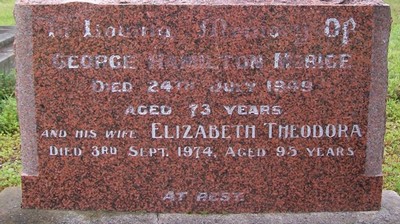 In Loving Memory Of
GEORGE HAMILTON
DIED 24TH JULY 1949
AGED 73 YEARS
AND HIS WIFE ELIZABETH THEODORA
DIED 3RD SEPT. 1974, AGED 95 YEARS
AT REST